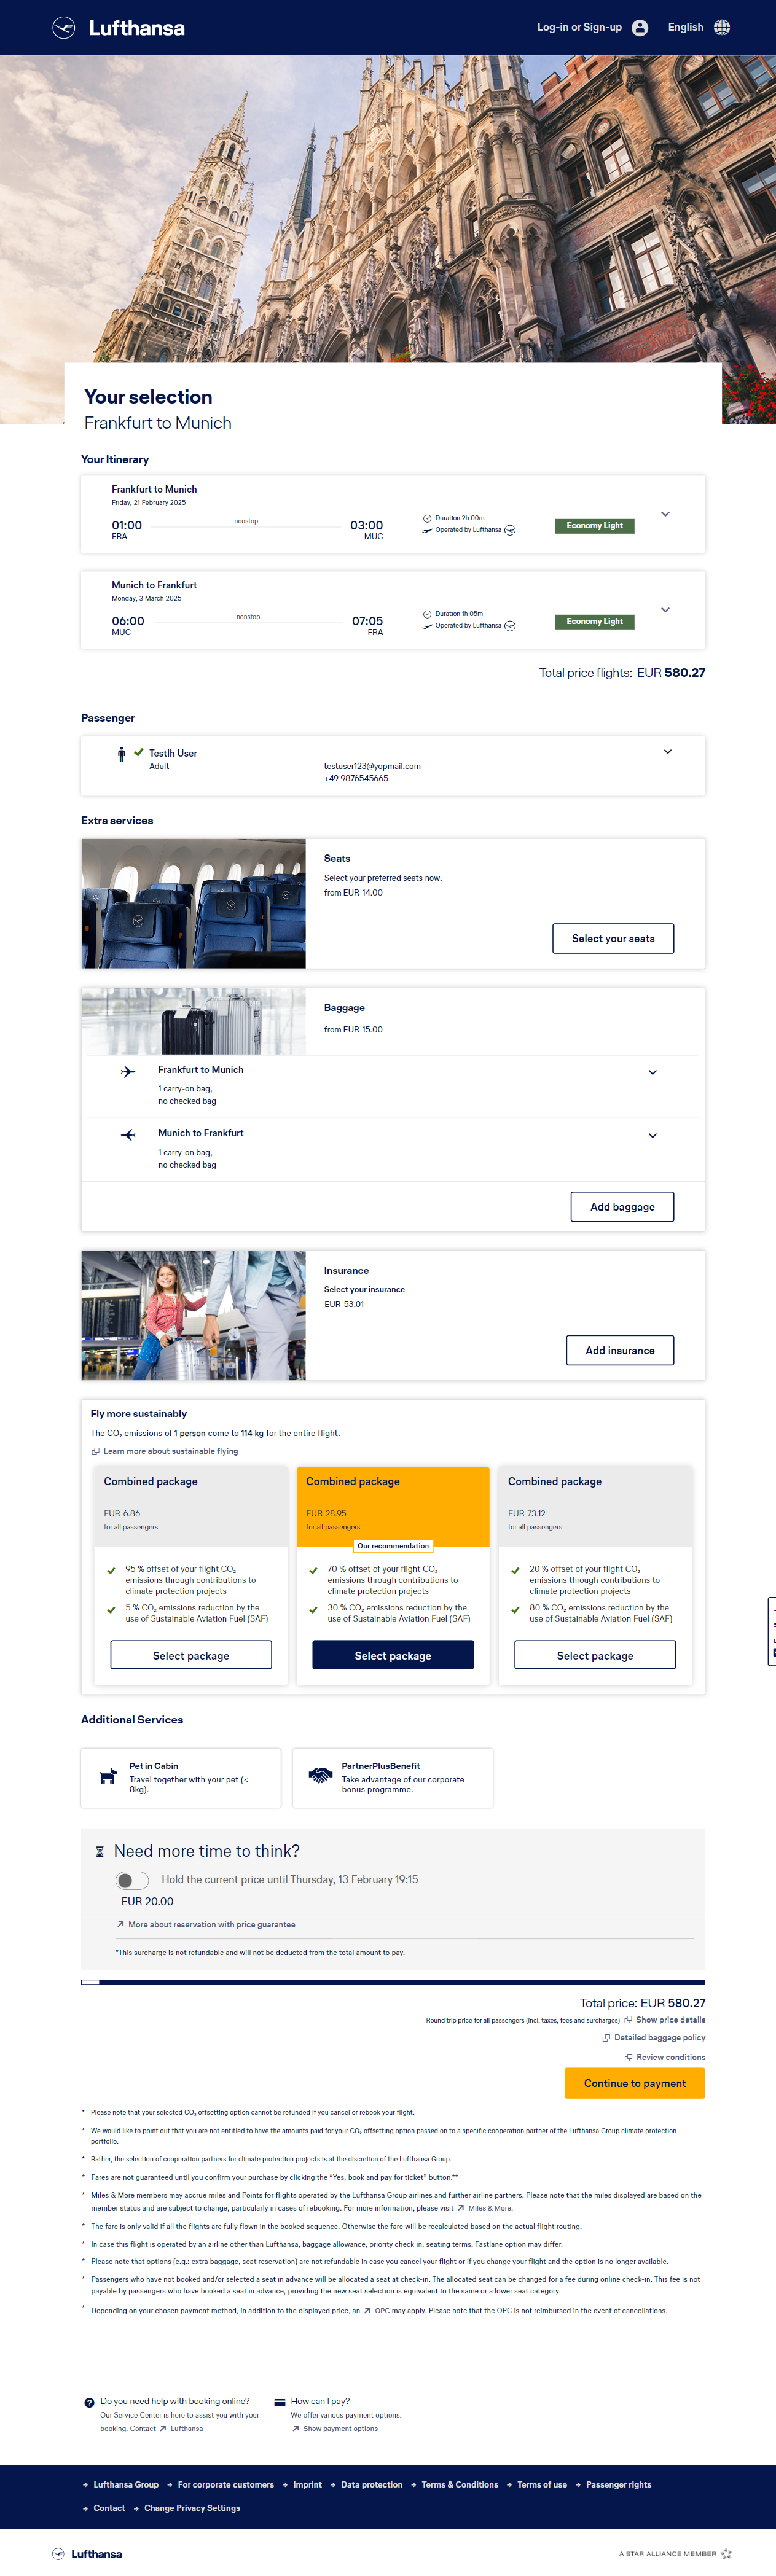 Lufthansa
Log-in or Sign-up
English
Your selection
Frankfurt to Munich
Your Itinerary
Frankfurt to Munich
Friday, 21 February 2025
01:00 nonstop 03:00
FRA MUC
Duration 2h 00m
Operated by Lufthansa
Economy Light
Munich to Frankfurt
Monday, 3 March 2025
06:00 nonstop 07:05
MUC FRA
Duration 1h 05m
Operated by Lufthansa
Economy Light
Total price flights: EUR 580.27
Passenger
Testlh User
Adult
testuser123@yopmail.com
+49 9876545665
Extra services
Seats
Select your preferred seats now.
from EUR 14.00
Select your seats
Baggage
from EUR 15.00
Frankfurt to Munich
1 carry-on bag,
no checked bag
Munich to Frankfurt
1 carry-on bag,
no checked bag
Add baggage
Insurance
Select your insurance
EUR 53.01
Add insurance
Fly more sustainably
The CO₂ emissions of 1 person come to 114 kg for the entire flight.
Learn more about sustainable flying
Combined package
EUR 6.86
for all passengers
95 % offset of your flight CO₂
emissions through contributions to
climate protection projects
5 % CO₂ emissions reduction by the
use of Sustainable Aviation Fuel (SAF)
Select package
Combined package
EUR 28.95
for all passengers
Our recommendation
70 % offset of your flight CO₂
emissions through contributions to
climate protection projects
30 % CO₂ emissions reduction by the
use of Sustainable Aviation Fuel (SAF)
Select package
Combined package
EUR 73.12
for all passengers
20 % offset of your flight CO₂
emissions through contributions to
climate protection projects
80 % CO₂ emissions reduction by the
use of Sustainable Aviation Fuel (SAF)
Select package
Additional Services
Pet in Cabin
Travel together with your pet (<
8kg).
PartnerPlusBenefit
Take advantage of our corporate
bonus programme.
Need more time to think?
Hold the current price until Thursday, 13 February 19:15
EUR 20.00
More about reservation with price guarantee
*This surcharge is not refundable and will not be deducted from the total amount to pay.
Total price: EUR 580.27
Round trip price for all passengers (incl. taxes, fees and surcharges) Show price details
Detailed baggage policy
Review conditions
Continue to payment
* Please note that your selected CO₂ offsetting option cannot be refunded if you cancel or rebook your flight.
* We would like to point out that you are not entitled to have the amounts paid for your CO₂ offsetting option passed on to a specific cooperation partner of the Lufthansa Group climate protection
portfolio.
* Rather, the selection of cooperation partners for climate protection projects is at the discretion of the Lufthansa Group.
* Fares are not guaranteed until you confirm your purchase by clicking the "Yes, book and pay for ticket" button.**
* Miles & More members may accrue miles and Points for flights operated by the Lufthansa Group airlines and further airline partners. Please note that the miles displayed are based on the
member status and are subject to change, particularly in cases of rebooking. For more information, please visit Miles & More.
* The fare is only valid if all the flights are fully flown in the booked sequence. Otherwise the fare will be recalculated based on the actual flight routing.
* In case this flight is operated by an airline other than Lufthansa, baggage allowance, priority check in, seating terms, Fastlane option may differ.
* Please note that options (e.g.: extra baggage, seat reservation) are not refundable in case you cancel your flight or if you change your flight and the option is no longer available.
* Passengers who have not booked and/or selected a seat in advance will be allocated a seat at check-in. The allocated seat can be changed for a fee during online check-in. This fee is not
payable by passengers who have booked a seat in advance, providing the new seat selection is equivalent to the same or a lower seat category.
* Depending on your chosen payment method, in addition to the displayed price, an OPC may apply. Please note that the OPC is not reimbursed in the event of cancellations.
Do you need help with booking online?
Our Service Center is here to assist you with your
booking. Contact Lufthansa
How can I pay?
We offer various payment options.
Show payment options
Lufthansa Group For corporate customers Imprint Data protection Terms & Conditions Terms of use Passenger rights
Contact Change Privacy Settings
Lufthansa
A STAR ALLIANCE MEMBER